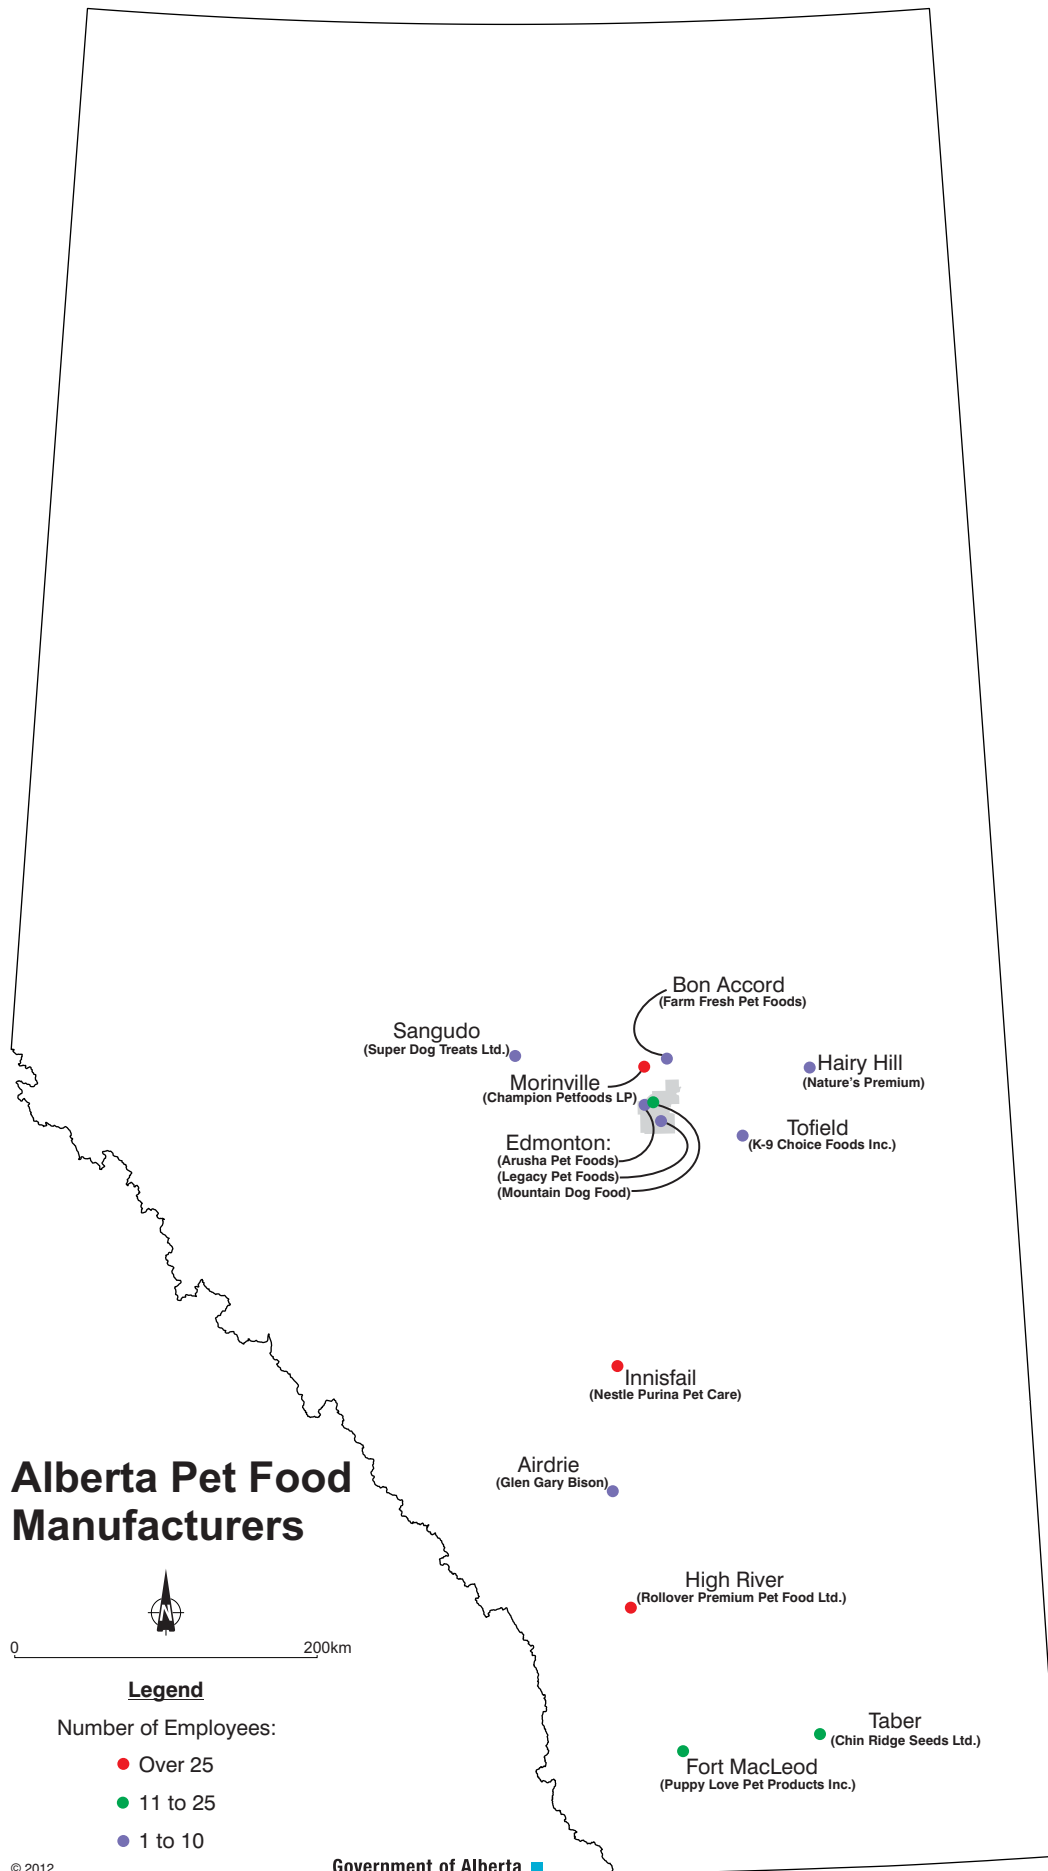 Bon Accord
(Farm Fresh Pet Foods)
Sangudo
(Super Dog Treats Ltd.)
Hairy Hill
(Nature's Premium)
Morinville
(Champion Petfoods LP)
Tofield
(K-9 Choice Foods Inc.)
Edmonton:
(Arusha Pet Foods)
(Legacy Pet Foods)
(Mountain Dog Food)
Innisfail
(Nestle Purina Pet Care)
Airdrie
(Glen Gary Bison)
Alberta Pet Food
Manufacturers
High River
(Rollover Premium Pet Food Ltd.)
N
0 200km
Legend
Number of Employees:
Over 25
11 to 25
1 to 10
Taber
(Chin Ridge Seeds Ltd.)
Fort MacLeod
(Puppy Love Pet Products Inc.)
© 2012
Government of Alberta